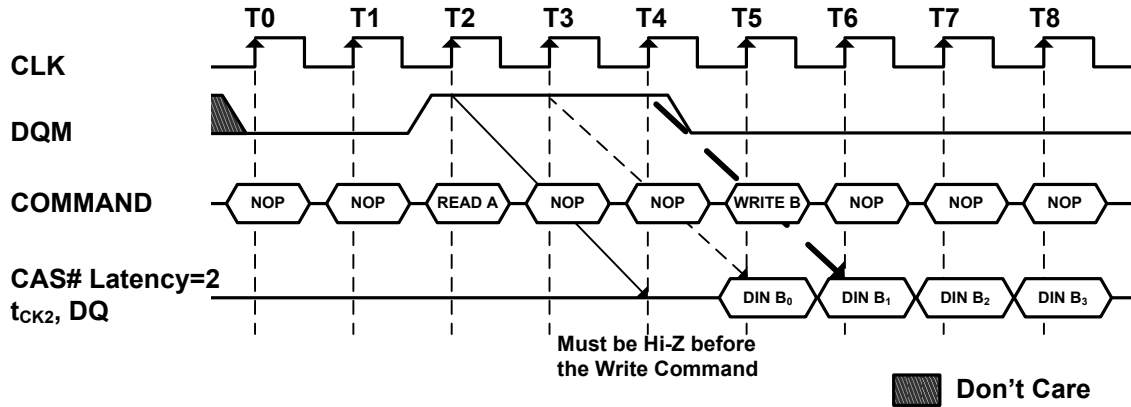 T0 T1 T2 T3 T4 T5 T6 T7 T8
CLK
DQM
COMMAND NOP NOP READ A NOP NOP WRITE B NOP NOP NOP
CAS# Latency=2
tCK2, DQ DIN B0 DIN B1 DIN B2 DIN B3
Must be Hi-Z before
the Write Command
Don't Care